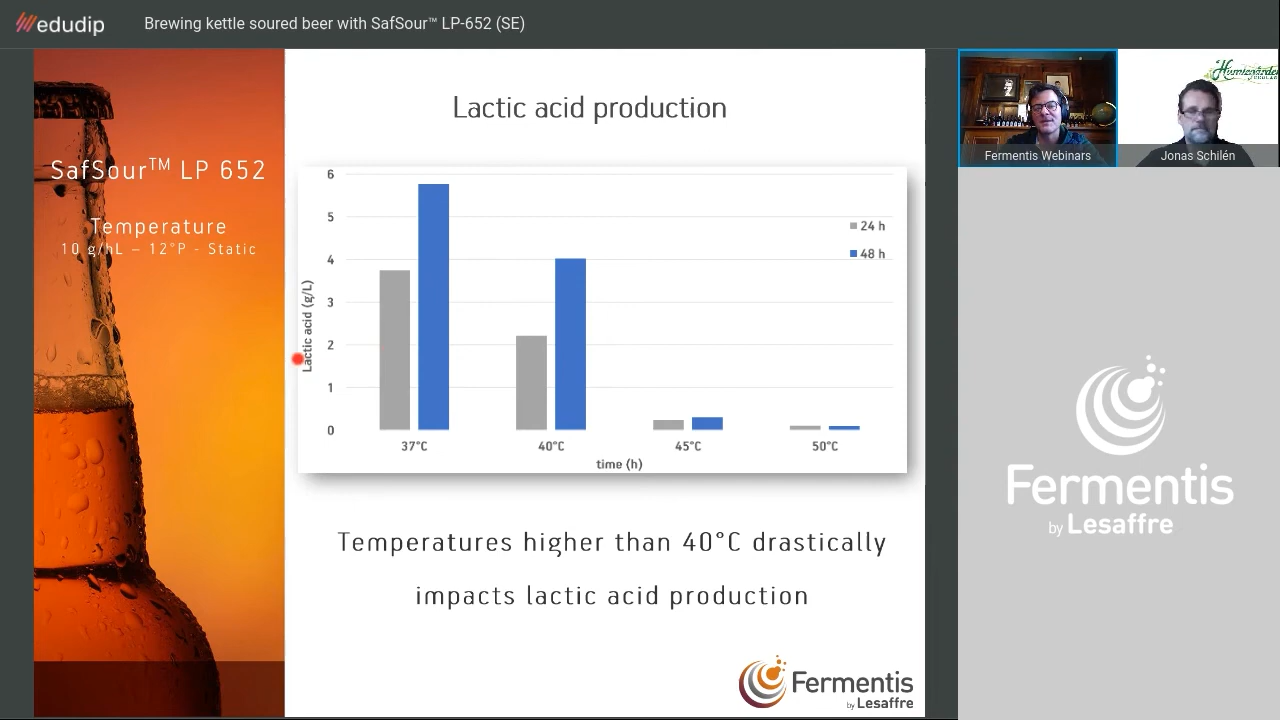 edudip
Brewing kettle soured beer with SafSour™ LP-652 (SE)
SafSour™ LP 652
Temperature
10 g/hL – 12°P - Static
Lactic acid production
Lactic acid (g/L)
6
5
4
3
2
1
0
24 h
48 h
37°C
40°C
45°C
50°C
time (h)
Temperatures higher than 40°C drastically
impacts lactic acid production
Fermentis
by Lesaffre
Fermentis Webinars
Jonas Schilén
Fermentis
by Lesaffre